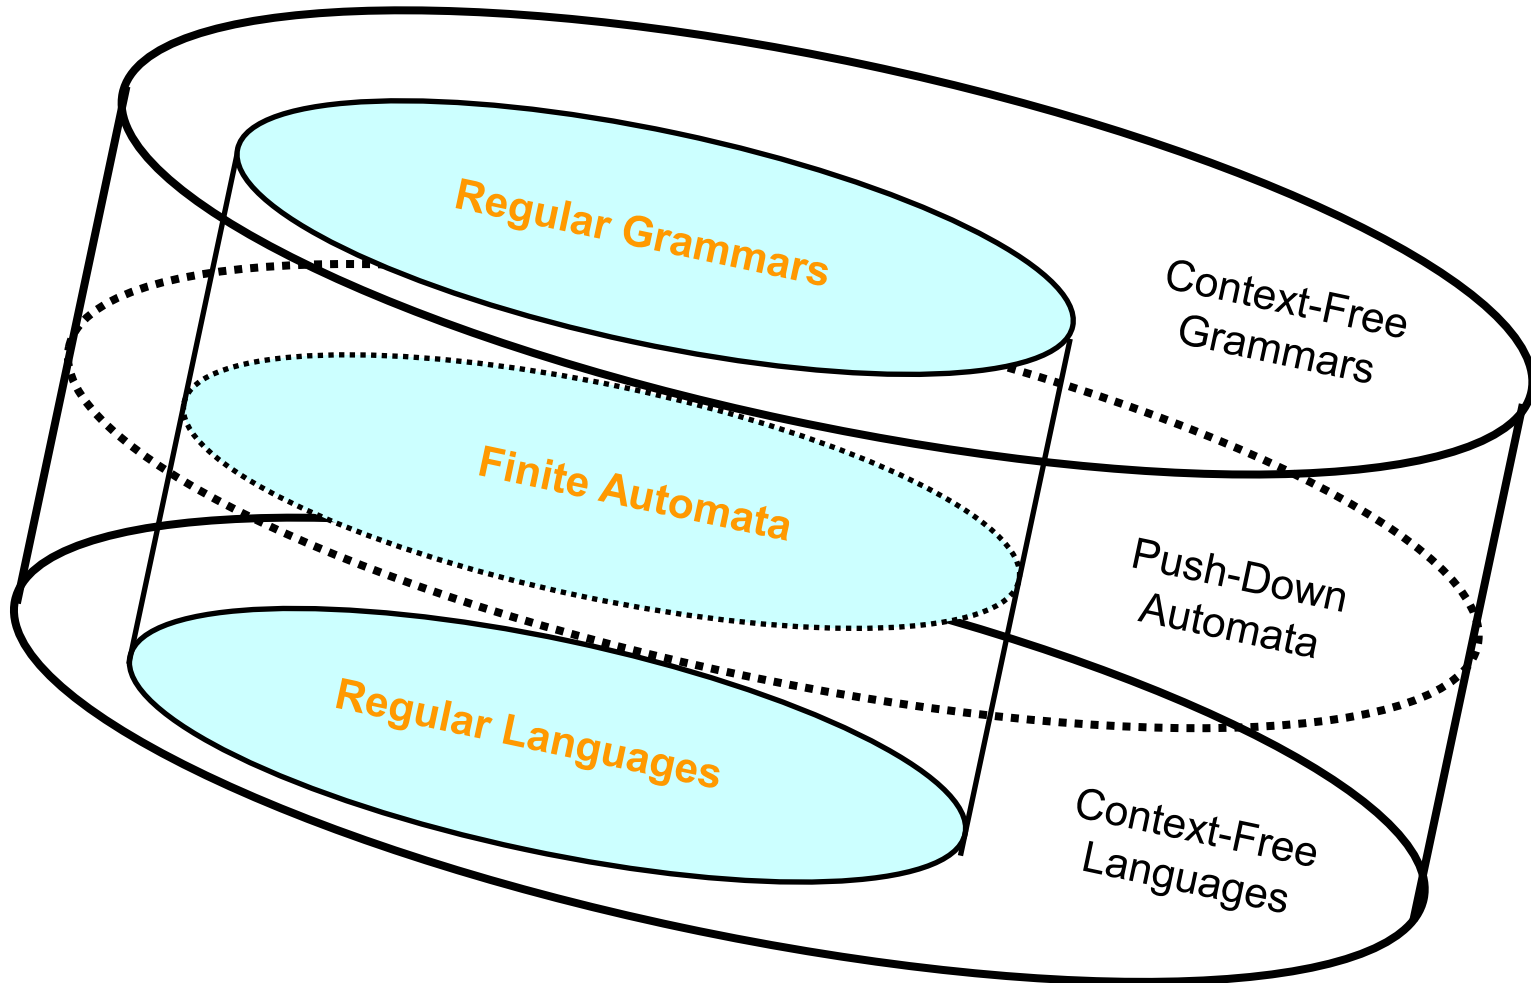 Regular Grammars
Context-Free
Grammars
Finite Automata
Push-Down
Automata
Regular Languages
Context-Free
Languages